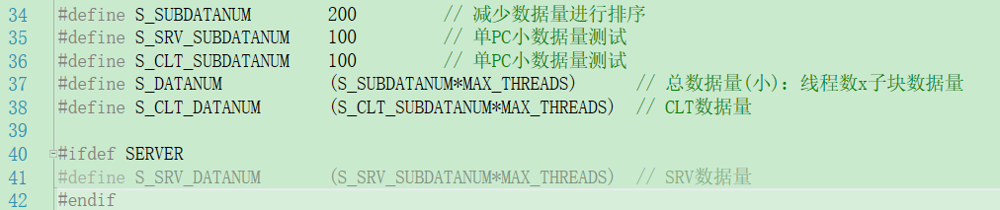 34 #define S_SUBDATANUM 200 // 减少数据量进行排序
35 #define S_SRV_SUBDATANUM 100 // 单PC小数据量测试
36 #define S_CLT_SUBDATANUM 100 // 单PC小数据量测试
37 #define S_DATANUM (S_SUBDATANUM*MAX_THREADS) // 总数据量(小)：线程数x子块数据量
38 #define S_CLT_DATANUM (S_CLT_SUBDATANUM*MAX_THREADS) // CLT数据量
39
40 #ifdef SERVER
41 #define S_SRV_DATANUM (S_SRV_SUBDATANUM*MAX_THREADS) // SRV数据量
42 #endif